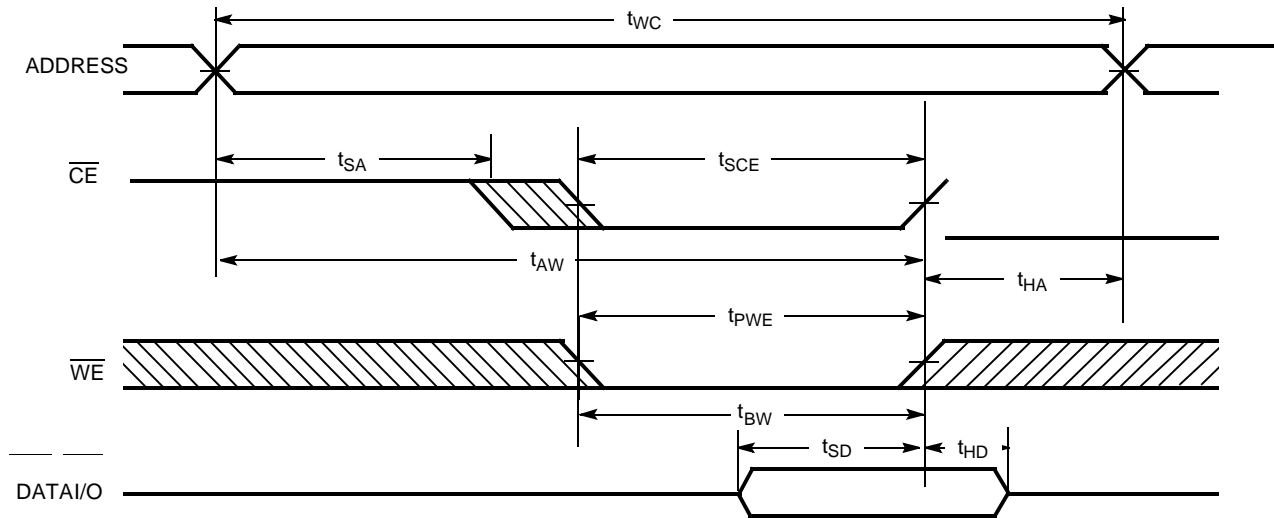 tWC
ADDRESS
tSA
tSCE
CE
tAW
tHA
tPWE
WE
tBW
tSD
tHD
DATAI/O